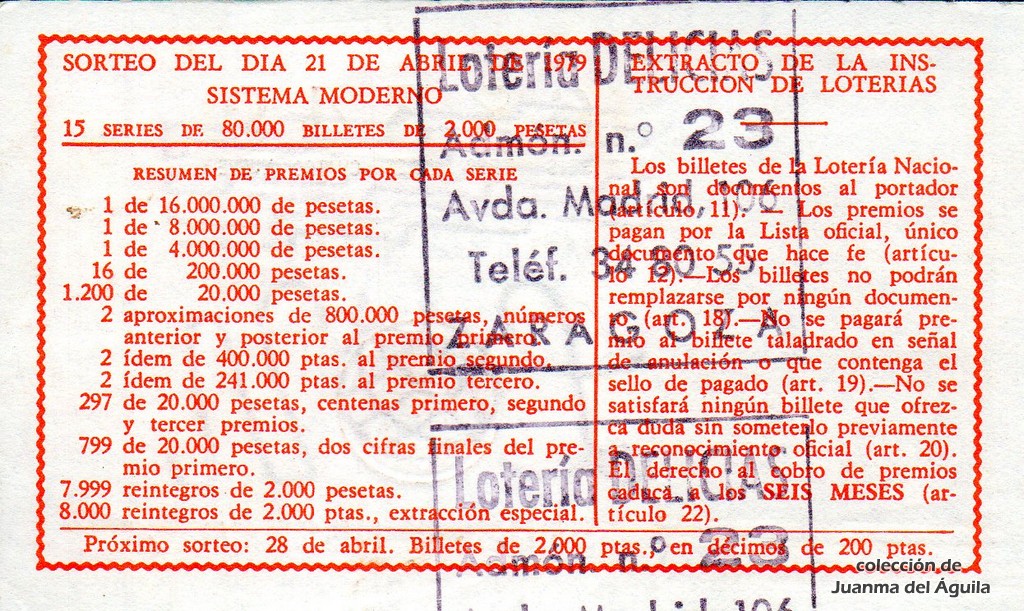 SORTEO DEL DIA 21 DE ABRIL DE 1979
SISTEMA MODERNO
15 SERIES DE 80.000 BILLETES DE 2.000 PESETAS
RESUMEN DE PREMIOS POR CADA SERIE
1 de 16.000.000 de pesetas.
1 de 8.000.000 de pesetas.
1 de 4.000.000 de pesetas.
16 de 200.000 pesetas.
1.200 de 20.000 pesetas.
2 aproximaciones de 800.000 pesetas, números
anterior y posterior al premio primero.
2 ídem de 400.000 ptas. al premio segundo.
2 ídem de 241.000 ptas. al premio tercero.
297 de 20.000 pesetas, centenas primero, segundo
y tercer premios.
799 de 20.000 pesetas, dos cifras finales del pre-
mio primero.
7.999 reintegros de 2.000 pesetas.
8.000 reintegros de 2.000 ptas., extracción especial.
EXTRACTO DE LA INS-
TRUCCION DE LOTERIAS
Los billetes de la Lotería Nacio-
nal son documentos al portador
(artículo 11). — Los premios se
pagan por la Lista oficial, único
documento que hace fe (artícu-
lo 12).—Los billetes no podrán
remplazarse por ningún documen-
to (art. 18).—No se pagará pre-
mio al billete taladrado en señal
de anulación o que contenga el
sello de pagado (art. 19).—No se
satisfará ningún billete que ofrez-
ca duda sin someterlo previamente
a reconocimiento oficial (art. 20).
El derecho al cobro de premios
caduca a los SEIS MESES (ar-
tículo 22).
Próximo sorteo: 28 de abril. Billetes de 2.000 ptas., en décimos de 200 ptas.
Lotería DELICIAS
Admón. n.º 23
Avda. Madrid, 106
Teléf. 34 80 55
ZARAGOZA
Lotería DELICIAS
Admón. n.º 23
Avda. Madrid, 106
colección de
Juanma del Águila